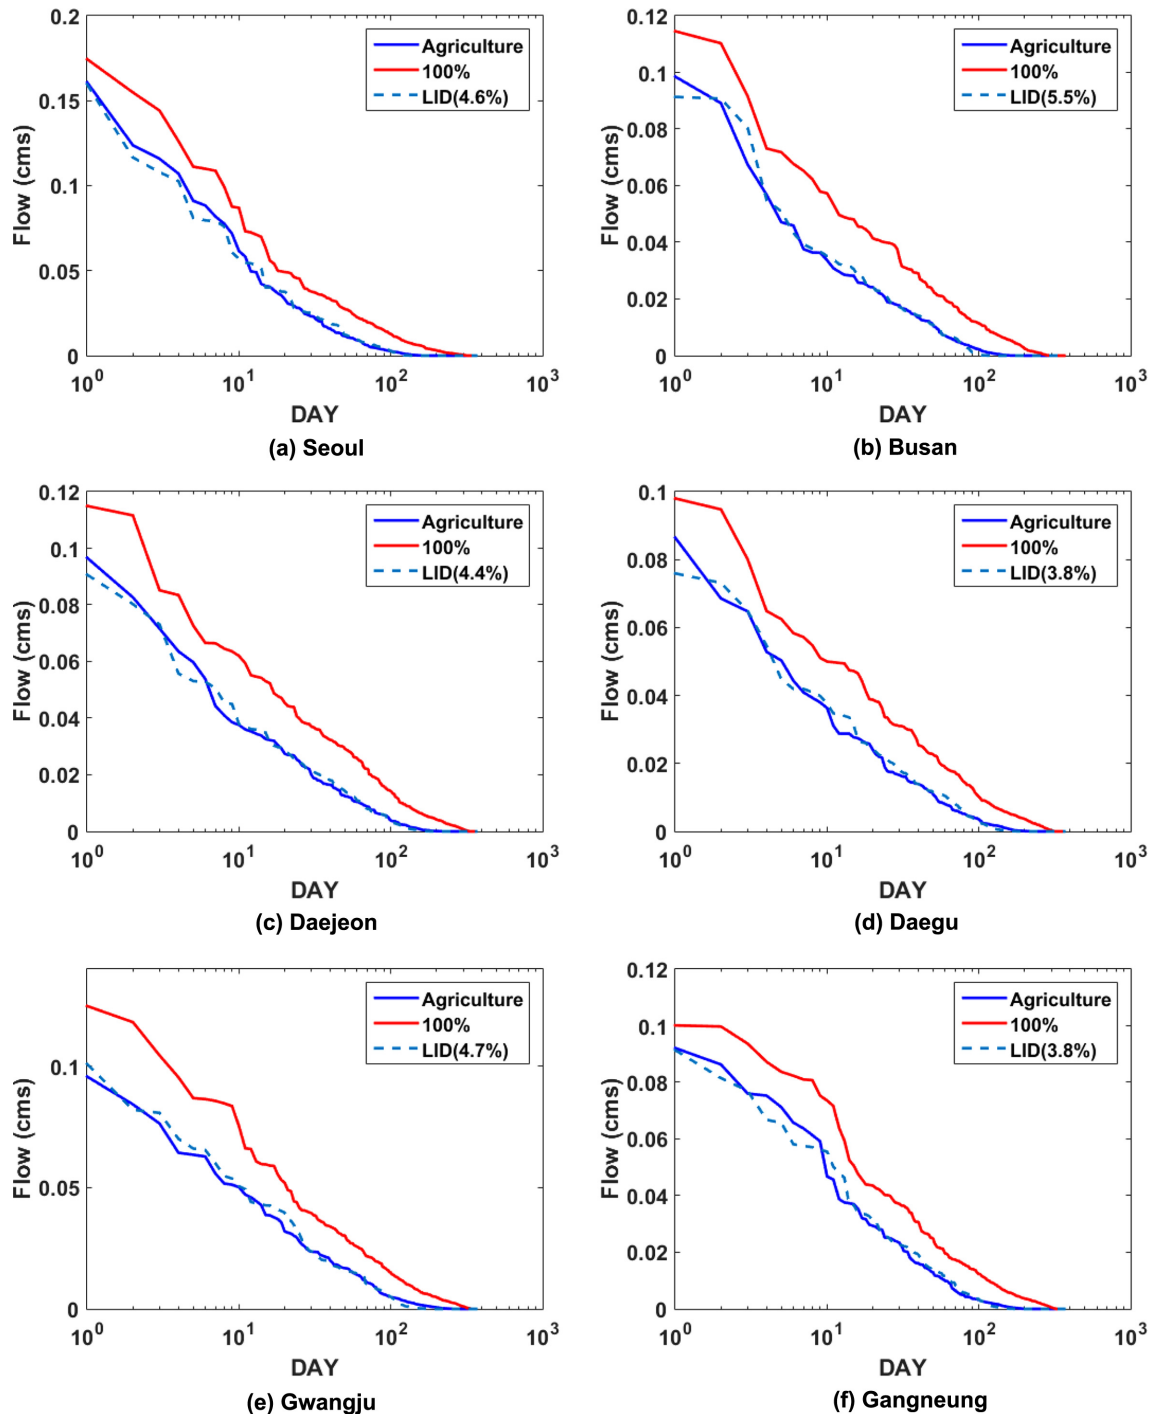 0.2
0.15
0.1
0.05
0
Flow (cms)
Agriculture
100%
LID(4.6%)
10^0 10^1 10^2 10^3
DAY
(a) Seoul
0.12
0.1
0.08
0.06
0.04
0.02
0
Flow (cms)
Agriculture
100%
LID(5.5%)
10^0 10^1 10^2 10^3
DAY
(b) Busan
0.12
0.1
0.08
0.06
0.04
0.02
0
Flow (cms)
Agriculture
100%
LID(4.4%)
10^0 10^1 10^2 10^3
DAY
(c) Daejeon
0.1
0.08
0.06
0.04
0.02
0
Flow (cms)
Agriculture
100%
LID(3.8%)
10^0 10^1 10^2 10^3
DAY
(d) Daegu
0.1
0.05
0
Flow (cms)
Agriculture
100%
LID(4.7%)
10^0 10^1 10^2 10^3
DAY
(e) Gwangju
0.12
0.1
0.08
0.06
0.04
0.02
0
Flow (cms)
Agriculture
100%
LID(3.8%)
10^0 10^1 10^2 10^3
DAY
(f) Gangneung